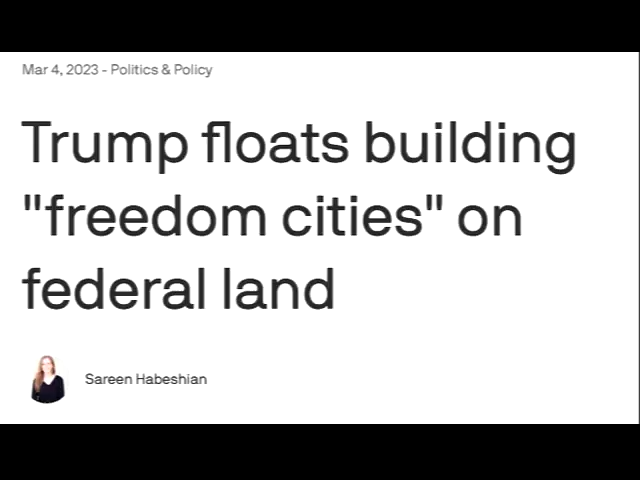 Mar 4, 2023 - Politics & Policy
Trump floats building
"freedom cities" on
federal land
Sareen Habeshian